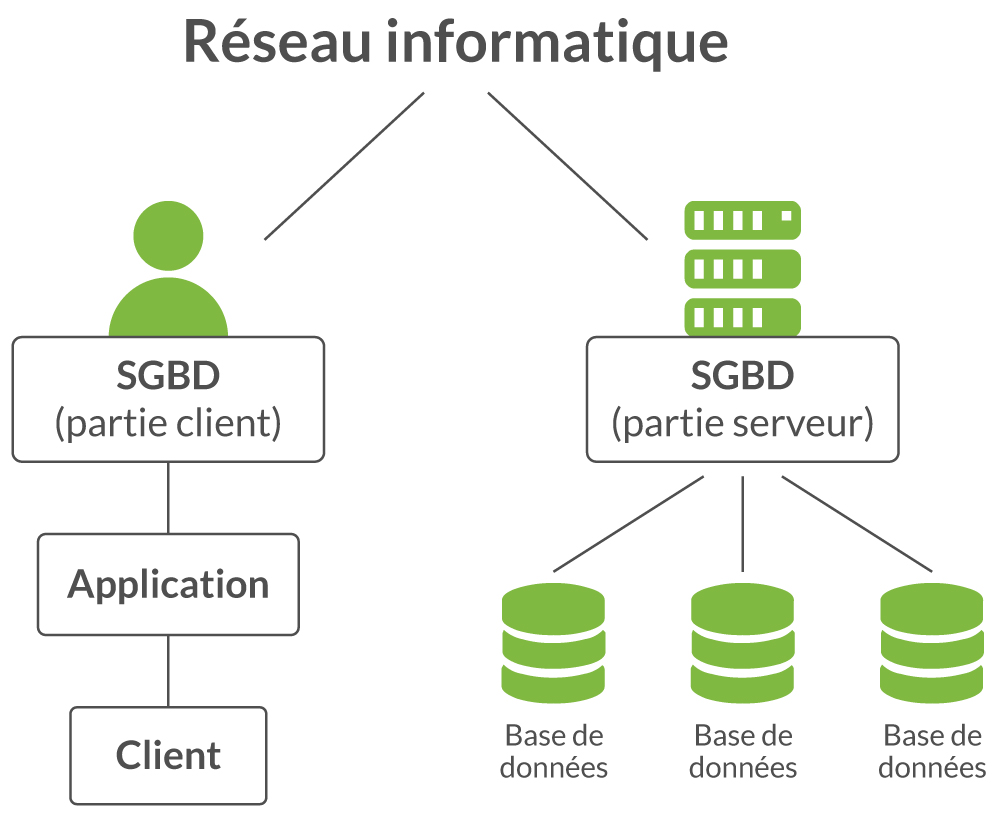 Réseau informatique
SGBD
(partie client)
SGBD
(partie serveur)
Application
Client
Base de
données
Base de
données
Base de
données